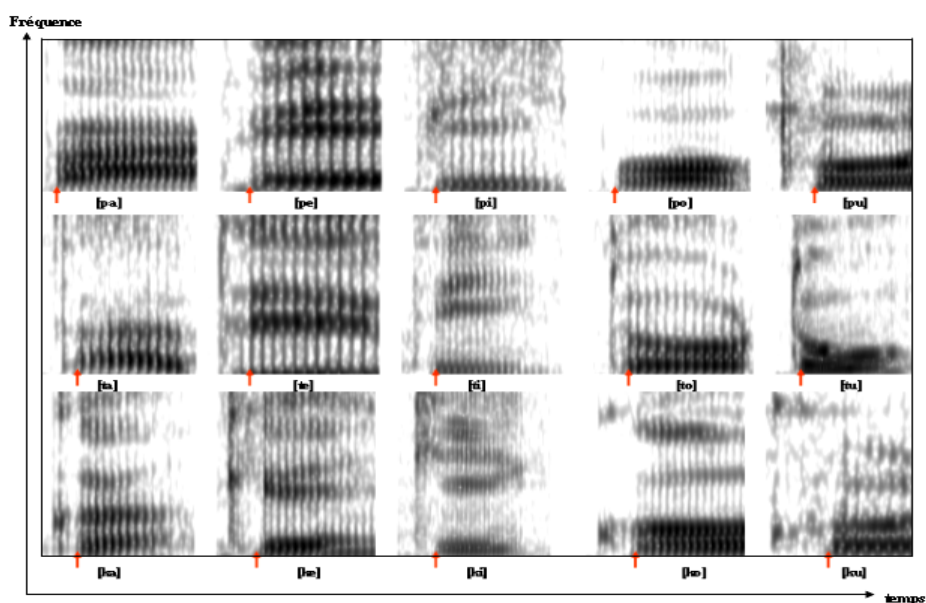 Fréquence
[pa] [pe] [pi] [po] [pu]
[ta] [te] [ti] [to] [tu]
[ka] [ke] [ki] [ko] [ku]
temps